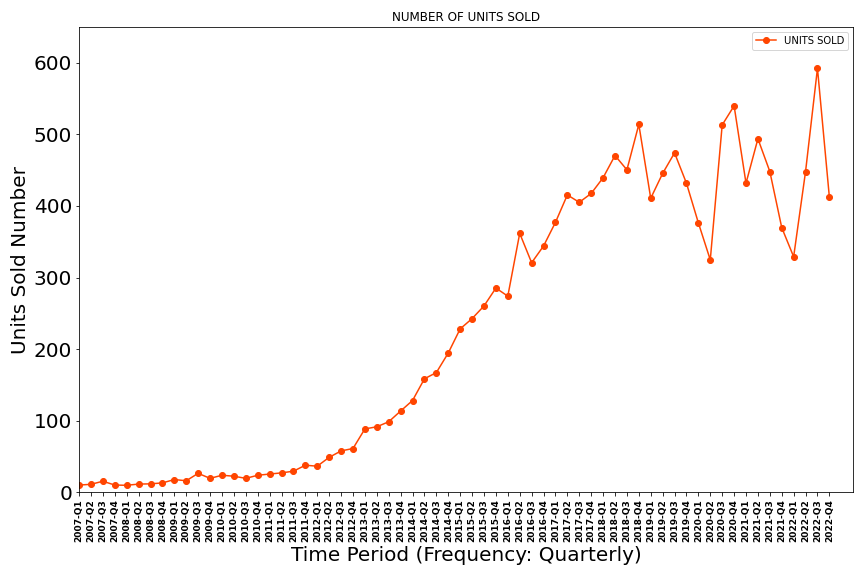 NUMBER OF UNITS SOLD
UNITS SOLD
600
500
400
300
200
100
0
Units Sold Number
2007-Q1
2007-Q2
2007-Q3
2007-Q4
2008-Q1
2008-Q2
2008-Q3
2008-Q4
2009-Q1
2009-Q2
2009-Q3
2009-Q4
2010-Q1
2010-Q2
2010-Q3
2010-Q4
2011-Q1
2011-Q2
2011-Q3
2011-Q4
2012-Q1
2012-Q2
2012-Q3
2012-Q4
2013-Q1
2013-Q2
2013-Q3
2013-Q4
2014-Q1
2014-Q2
2014-Q3
2014-Q4
2015-Q1
2015-Q2
2015-Q3
2015-Q4
2016-Q1
2016-Q2
2016-Q3
2016-Q4
2017-Q1
2017-Q2
2017-Q3
2017-Q4
2018-Q1
2018-Q2
2018-Q3
2018-Q4
2019-Q1
2019-Q2
2019-Q3
2019-Q4
2020-Q1
2020-Q2
2020-Q3
2020-Q4
2021-Q1
2021-Q2
2021-Q3
2021-Q4
2022-Q1
2022-Q2
2022-Q3
2022-Q4
Time Period (Frequency: Quarterly)